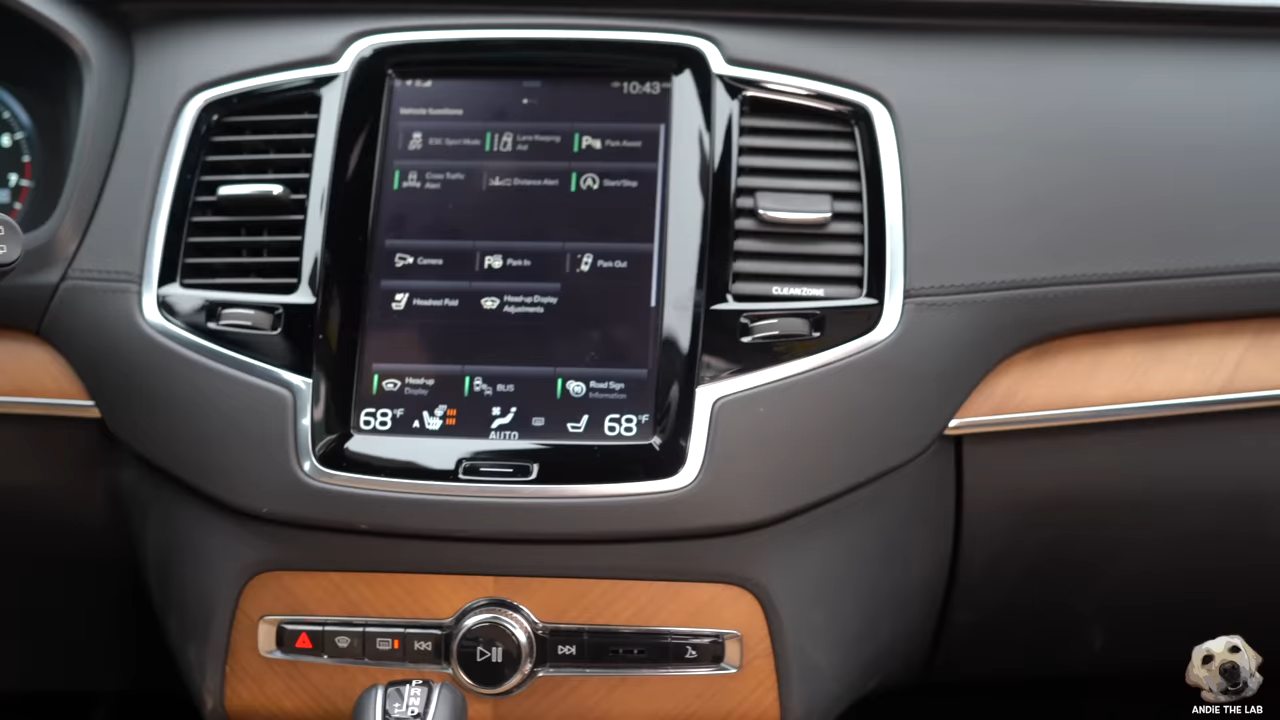 10:43
Vehicle functions
ESC Sport Mode
Lane Keeping
Aid
Park Assist
Cross Traffic
Alert
Distance Alert
Start/Stop
Camera
Park In
Park Out
Headrest Fold
Head-up Display
Adjustments
CLEANZONE
Head-up
Display
BLIS
Road Sign
Information
68°F
A
AUTO
68°F
7
P
R
N
D
ANDIE THE LAB